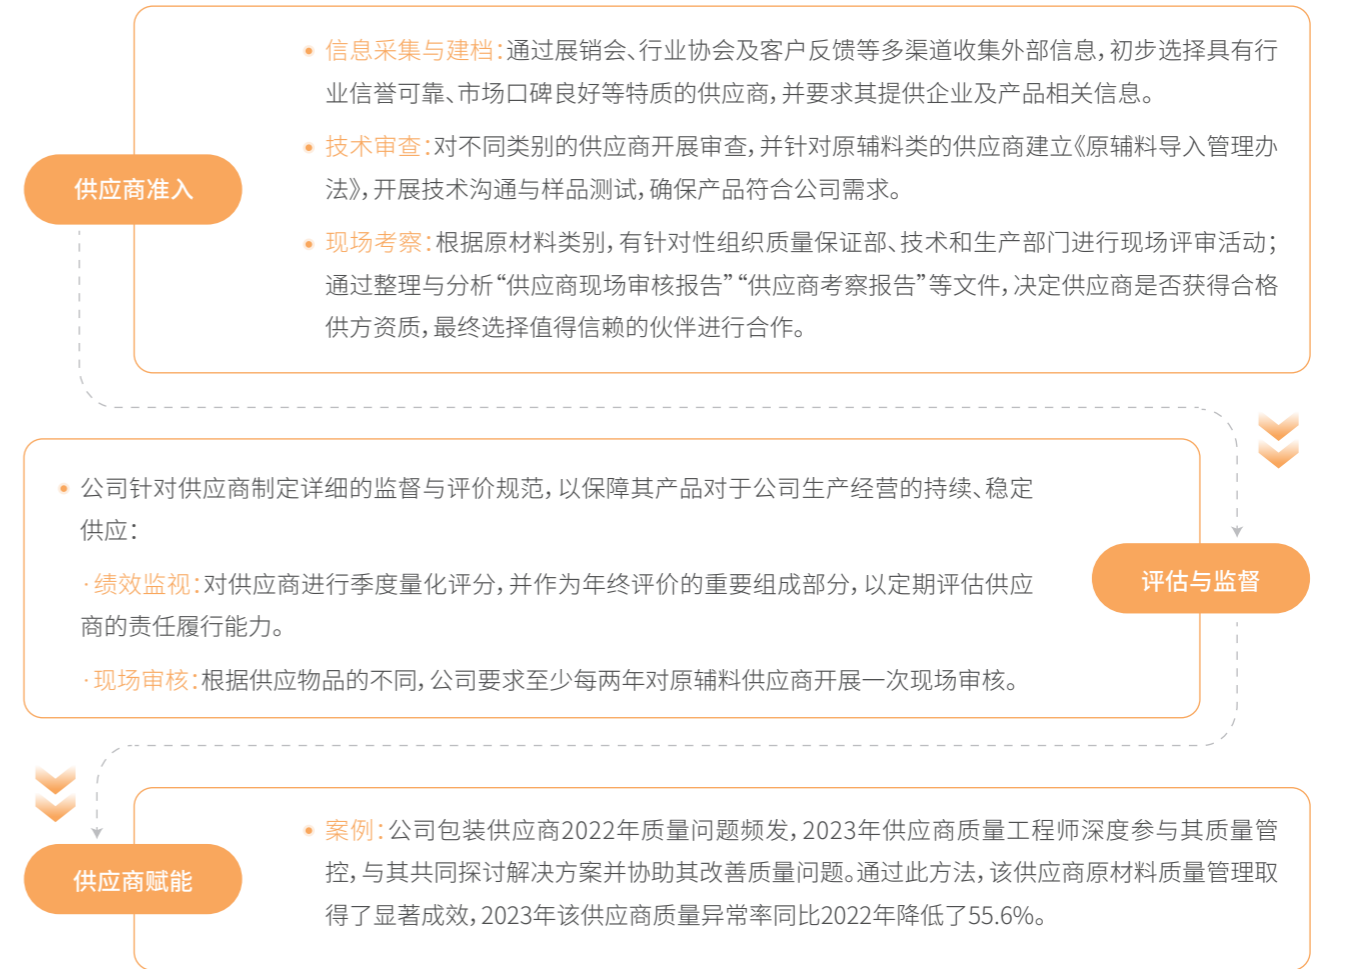 信息采集与建档：通过展销会、行业协会及客户反馈等多渠道收集外部信息，初步选择具有行
业信誉可靠、市场口碑良好等特质的供应商，并要求其提供企业及产品相关信息。
技术审查：对不同类别的供应商开展审查，并针对原辅料类的供应商建立《原辅料导入管理办
法》，开展技术沟通与样品测试，确保产品符合公司需求。
供应商准入
现场考察：根据原材料类别，有针对性组织质量保证部、技术和生产部门进行现场评审活动；
通过整理与分析“供应商现场审核报告”“供应商考察报告”等文件，决定供应商是否获得合格
供方资质，最终选择值得信赖的伙伴进行合作。
公司针对供应商制定详细的监督与评价规范，以保障其产品对于公司生产经营的持续、稳定
供应：
·绩效监视：对供应商进行季度量化评分，并作为年终评价的重要组成部分，以定期评估供应
商的责任履行能力。
·现场审核：根据供应物品的不同，公司要求至少每两年对原辅料供应商开展一次现场审核。
评估与监督
案例：公司包装供应商2022年质量问题频发，2023年供应商质量工程师深度参与其质量管
控，与其共同探讨解决方案并协助其改善质量问题。通过此方法，该供应商原材料质量管理取
得了显著成效，2023年该供应商质量异常率同比2022年降低了55.6%。
供应商赋能